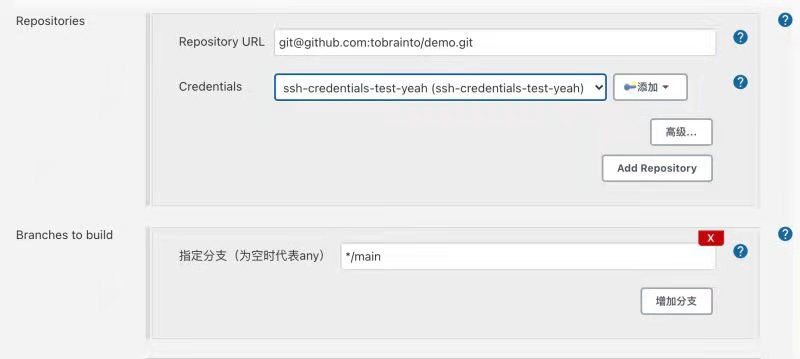 Repositories
?
Repository URL git@github.com:tobrainto/demo.git ?
Credentials ssh-credentials-test-yeah (ssh-credentials-test-yeah) 添加 ?
高级...
Add Repository
Branches to build
?
X
指定分支（为空时代表any） */main ?
增加分支